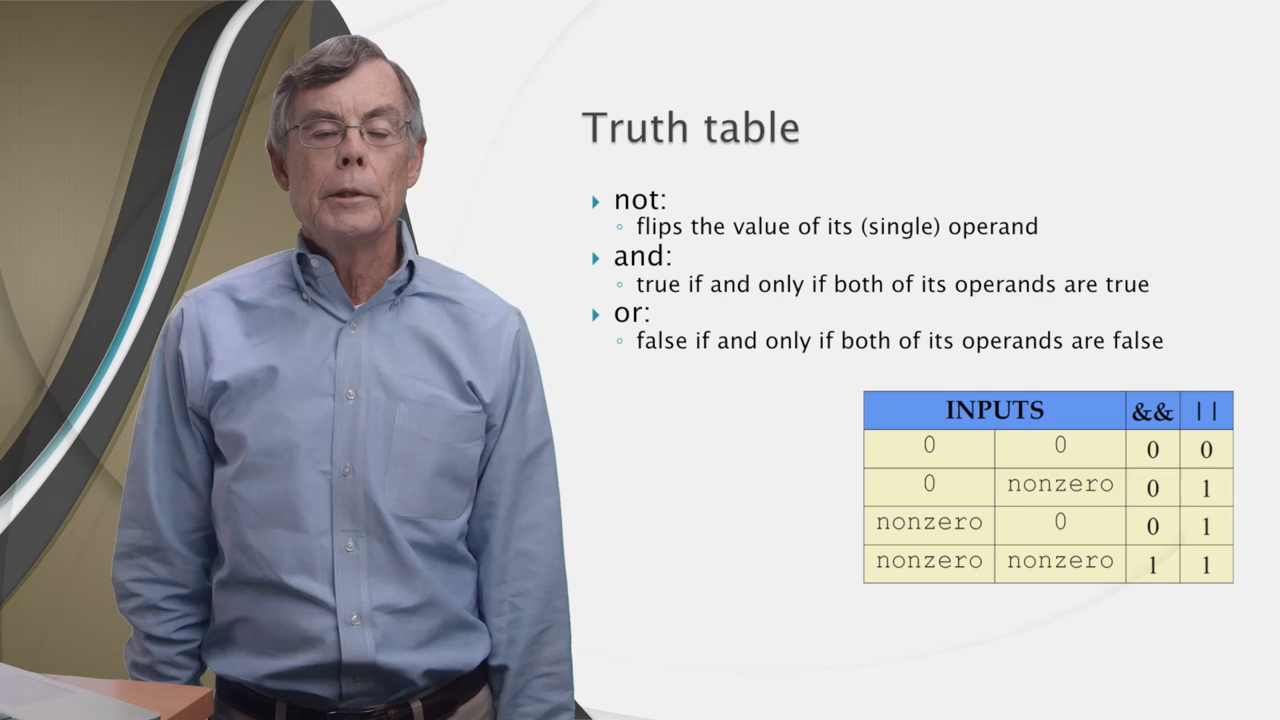 Truth table
not:
flips the value of its (single) operand
and:
true if and only if both of its operands are true
or:
false if and only if both of its operands are false
INPUTS && ||
0 0 0 0
0 nonzero 0 1
nonzero 0 0 1
nonzero nonzero 1 1